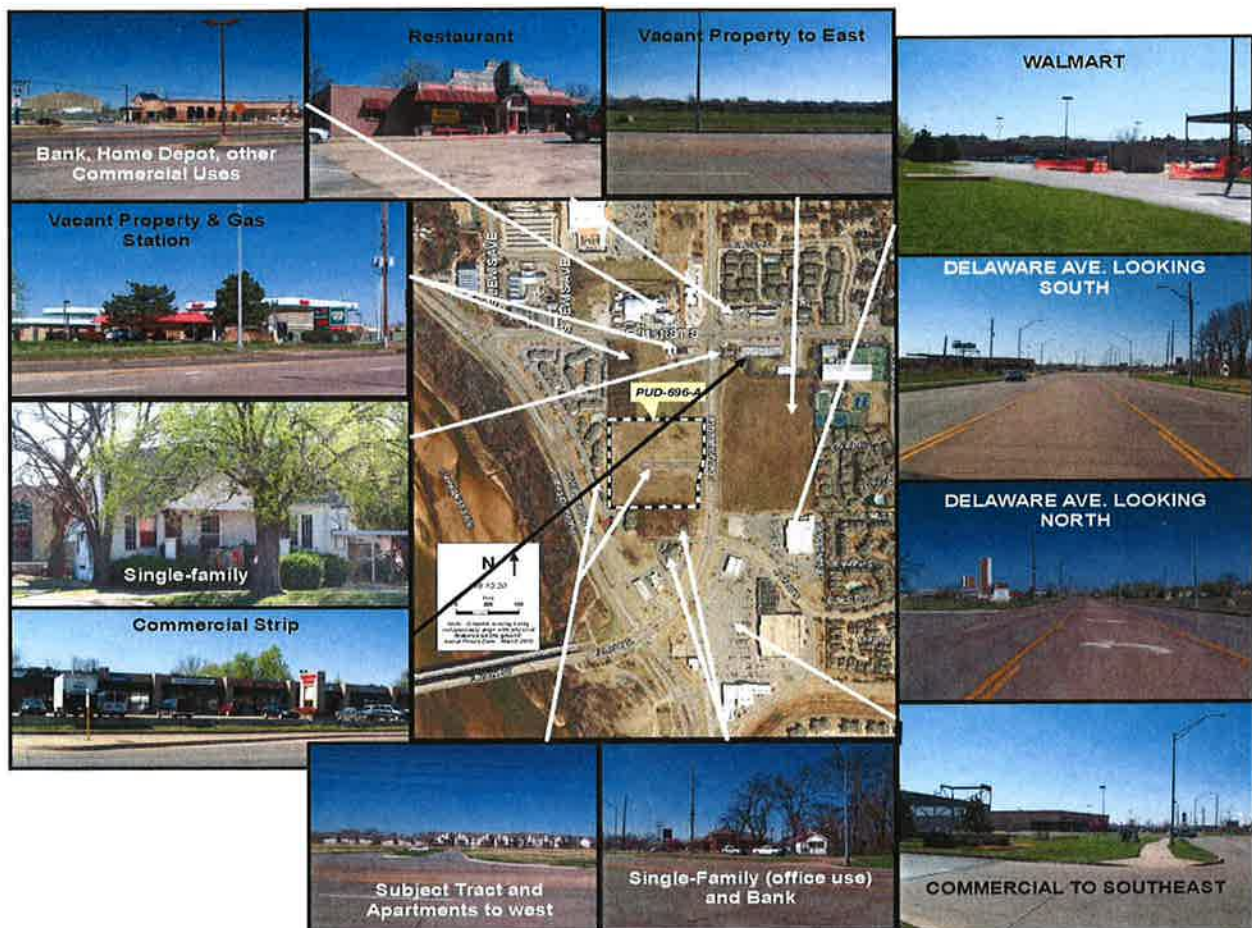 Restaurant
Vacant Property to East
WALMART
Bank, Home Depot, other
Commercial Uses
Vacant Property & Gas
Station
DELAWARE AVE. LOOKING
SOUTH
PUD-696-A
DELAWARE AVE. LOOKING
NORTH
Single-family
N
Commercial Strip
Subject Tract and
Apartments to west
Single-Family (office use)
and Bank
COMMERCIAL TO SOUTHEAST